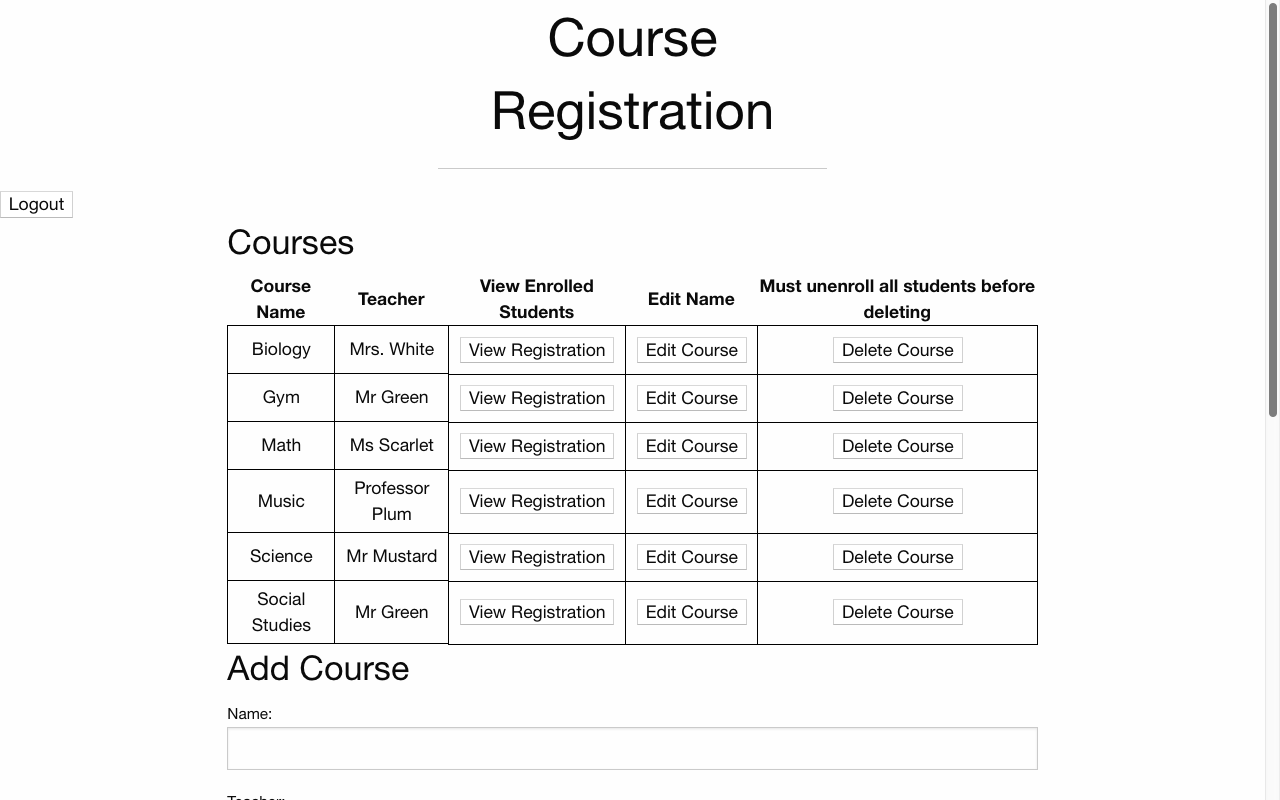 Course
Registration
Logout
Courses
Course Name Teacher View Enrolled Students Edit Name Must unenroll all students before deleting
Biology Mrs. White View Registration Edit Course Delete Course
Gym Mr Green View Registration Edit Course Delete Course
Math Ms Scarlet View Registration Edit Course Delete Course
Music Professor Plum View Registration Edit Course Delete Course
Science Mr Mustard View Registration Edit Course Delete Course
Social Studies Mr Green View Registration Edit Course Delete Course
Add Course
Name:
Teacher: